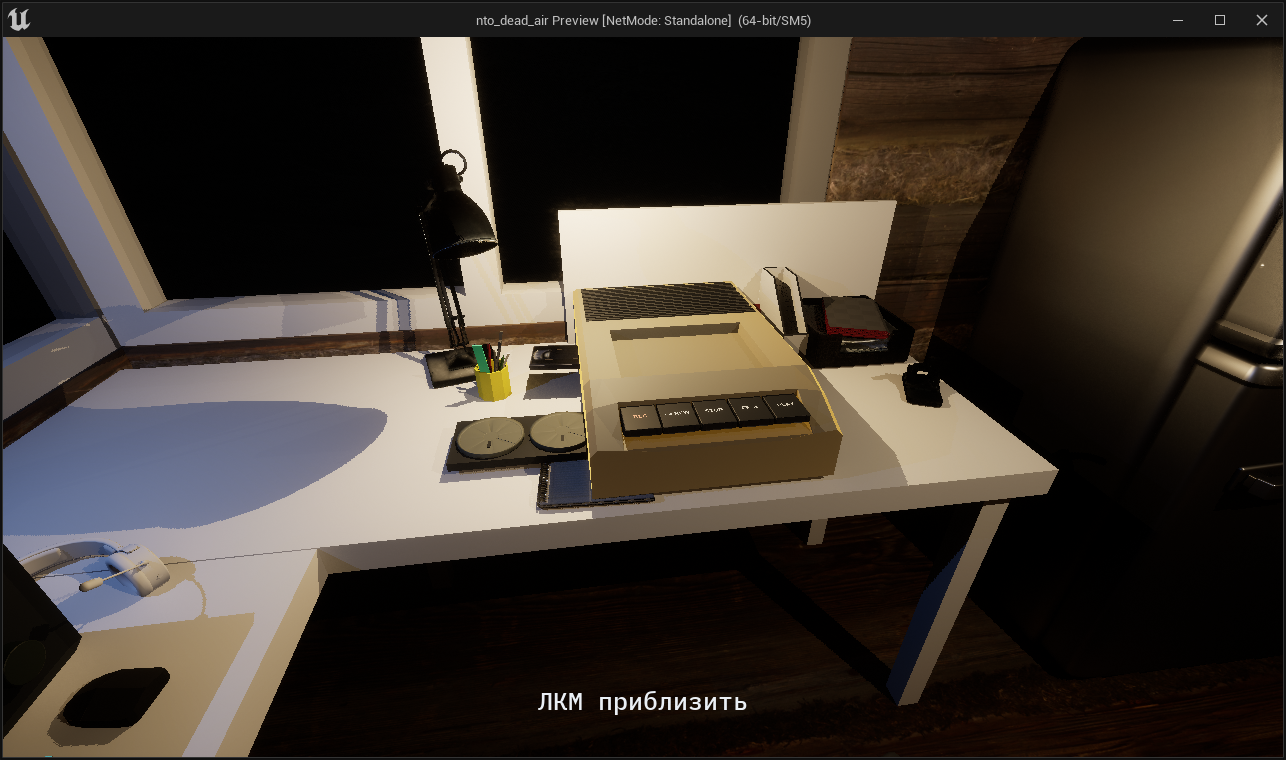 nto_dead_air Preview [NetMode: Standalone] (64-bit/SM5)
REC
STOP
PLAY
ЛКМ приблизить